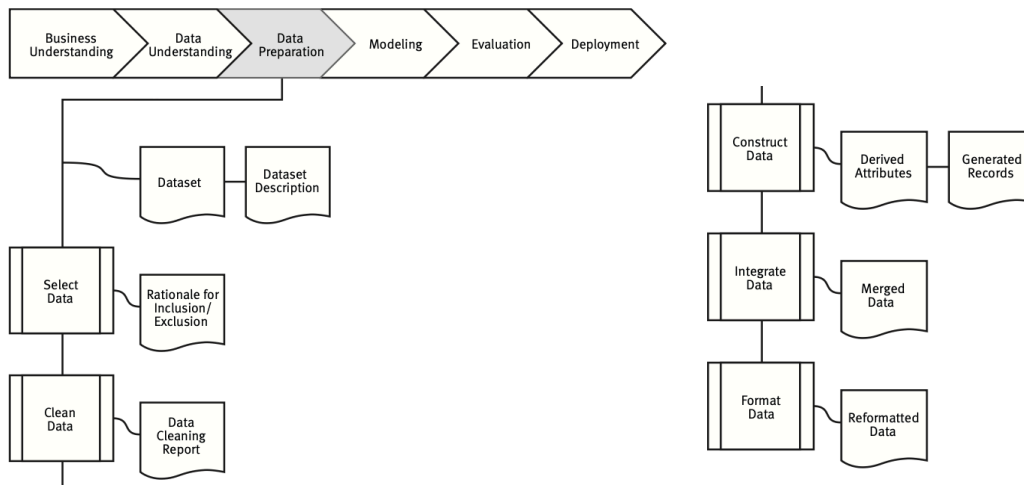 Business
Understanding
Data
Understanding
Data
Preparation
Modeling
Evaluation
Deployment
Dataset
Dataset
Description
Select
Data
Rationale for
Inclusion/
Exclusion
Clean
Data
Data
Cleaning
Report
Construct
Data
Derived
Attributes
Generated
Records
Integrate
Data
Merged
Data
Format
Data
Reformatted
Data